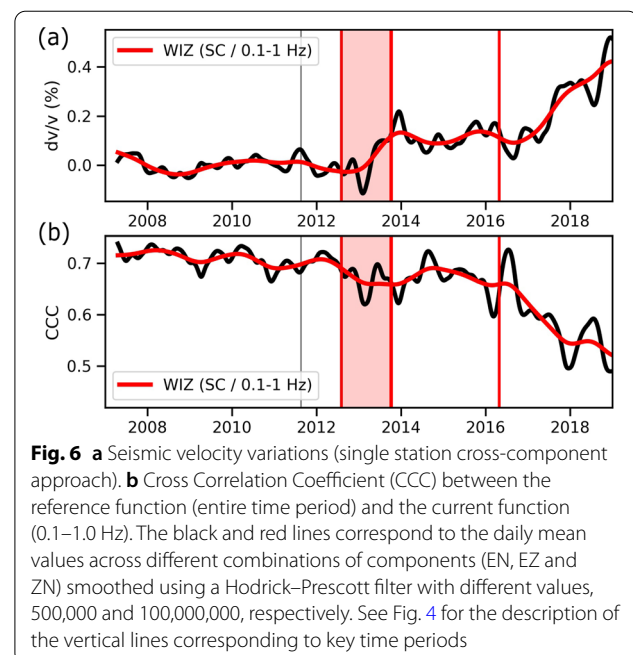 (a)
WIZ (SC / 0.1-1 Hz)
dv/v (%)
0.4
0.2
0.0
2008 2010 2012 2014 2016 2018
(b)
0.7
0.6
0.5
CCC
WIZ (SC / 0.1-1 Hz)
2008 2010 2012 2014 2016 2018
Fig. 6 a Seismic velocity variations (single station cross-component
approach). b Cross Correlation Coefficient (CCC) between the
reference function (entire time period) and the current function
(0.1–1.0 Hz). The black and red lines correspond to the daily mean
values across different combinations of components (EN, EZ and
ZN) smoothed using a Hodrick–Prescott filter with different values,
500,000 and 100,000,000, respectively. See Fig. 4 for the description of
the vertical lines corresponding to key time periods